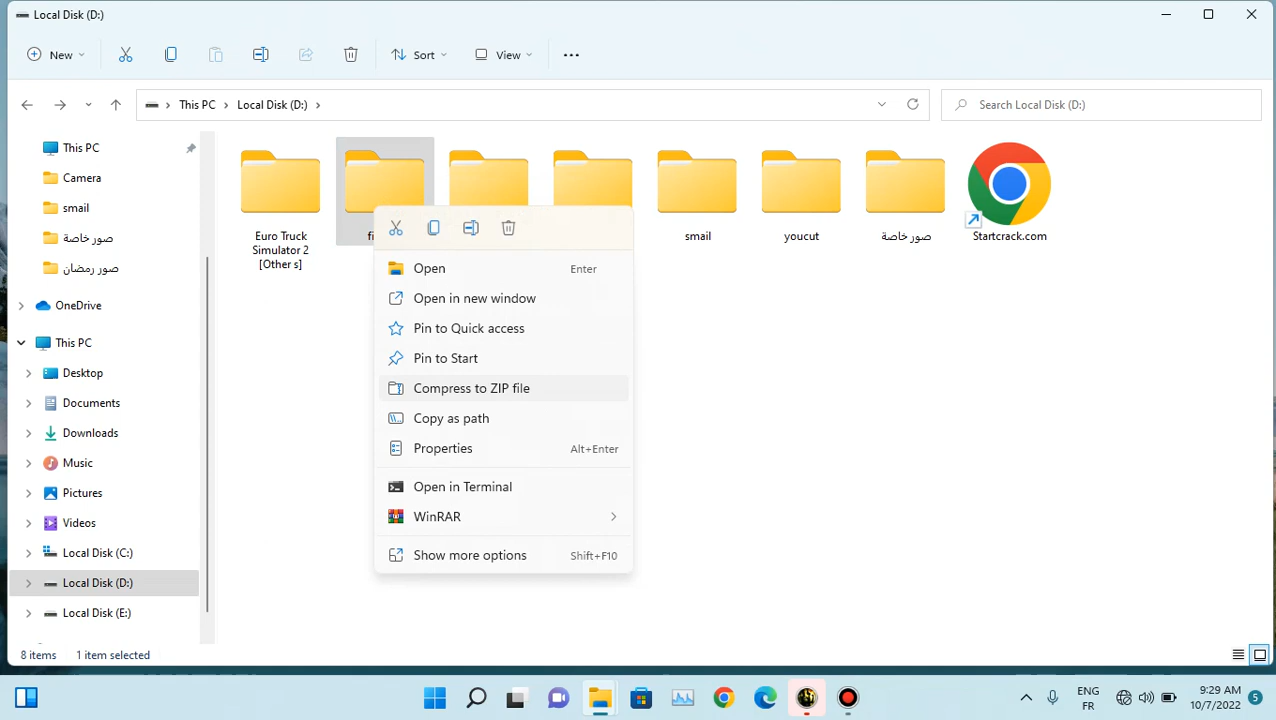 Local Disk (D:)
New Sort View
This PC Local Disk (D:) Search Local Disk (D:)
This PC
Camera
smail
صور خاصة
صور رمضان
OneDrive
This PC
Desktop
Documents
Downloads
Music
Pictures
Videos
Local Disk (C:)
Local Disk (D:)
Local Disk (E:)
Euro Truck
Simulator 2
[Other s]
smail
youcut
صور خاصة
Startcrack.com
Open Enter
Open in new window
Pin to Quick access
Pin to Start
Compress to ZIP file
Copy as path
Properties Alt+Enter
Open in Terminal
WinRAR
Show more options Shift+F10
8 items 1 item selected
ENG
FR
9:29 AM
10/7/2022
5